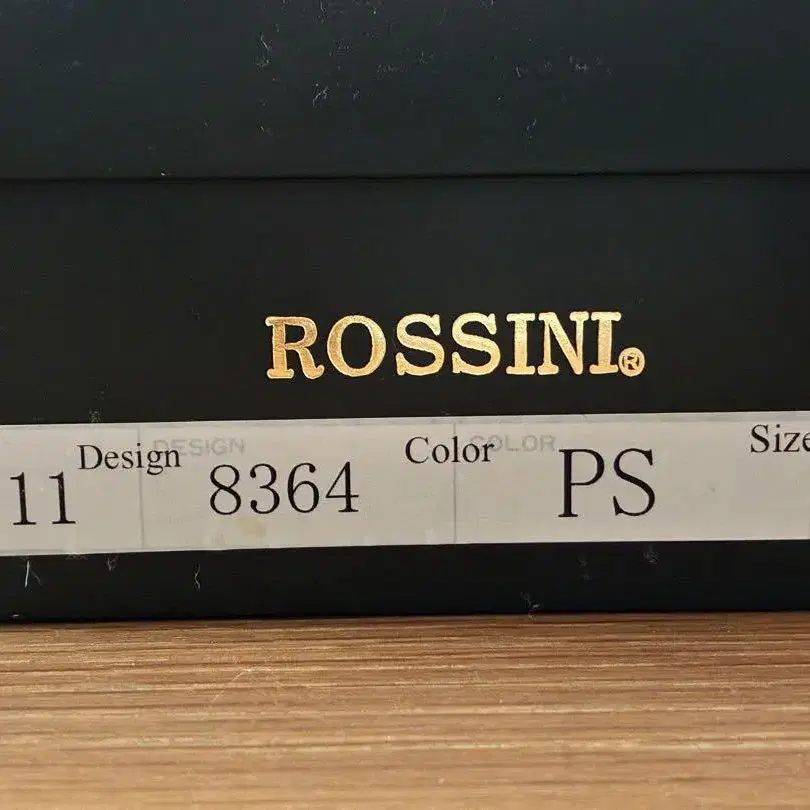 ROSSINI®
11 Design DESIGN 8364 Color COLOR PS Size